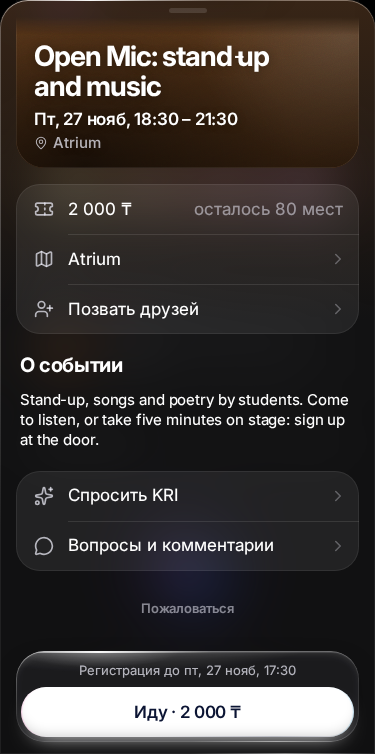 Open Mic: stand-up
and music
Пт, 27 нояб, 18:30 – 21:30
Atrium
2 000 ₸ осталось 80 мест
Atrium
Позвать друзей
О событии
Stand-up, songs and poetry by students. Come
to listen, or take five minutes on stage: sign up
at the door.
Спросить KRI
Вопросы и комментарии
Пожаловаться
Регистрация до пт, 27 нояб, 17:30
Иду · 2 000 ₸